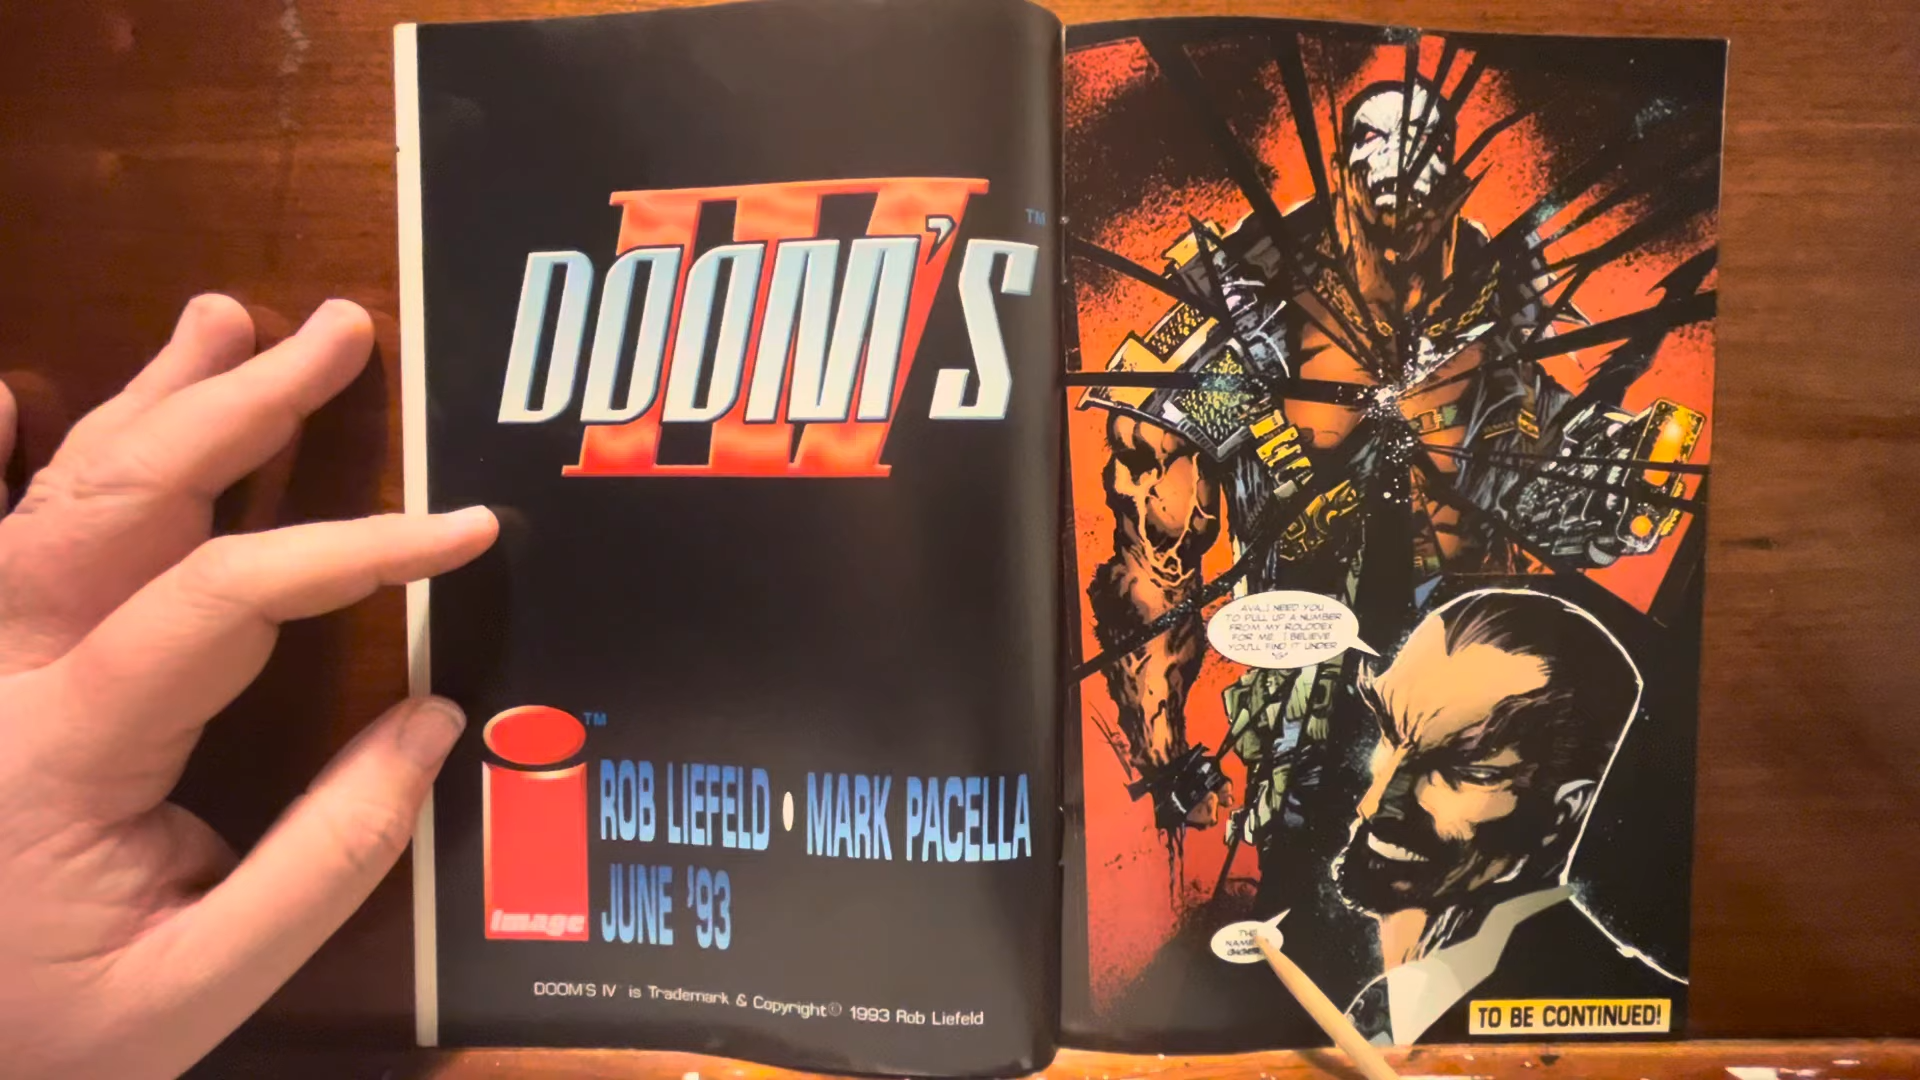 IV
DOOM'S™
™
ROB LIEFELD • MARK PACELLA
JUNE '93
image
DOOM'S IV™ is Trademark & Copyright© 1993 Rob Liefeld
AVA, I NEED YOU
TO PULL UP A NUMBER
FROM MY ROLODEX
FOR ME. I BELIEVE
YOU'LL FIND IT UNDER
"G"
NAME
TO BE CONTINUED!